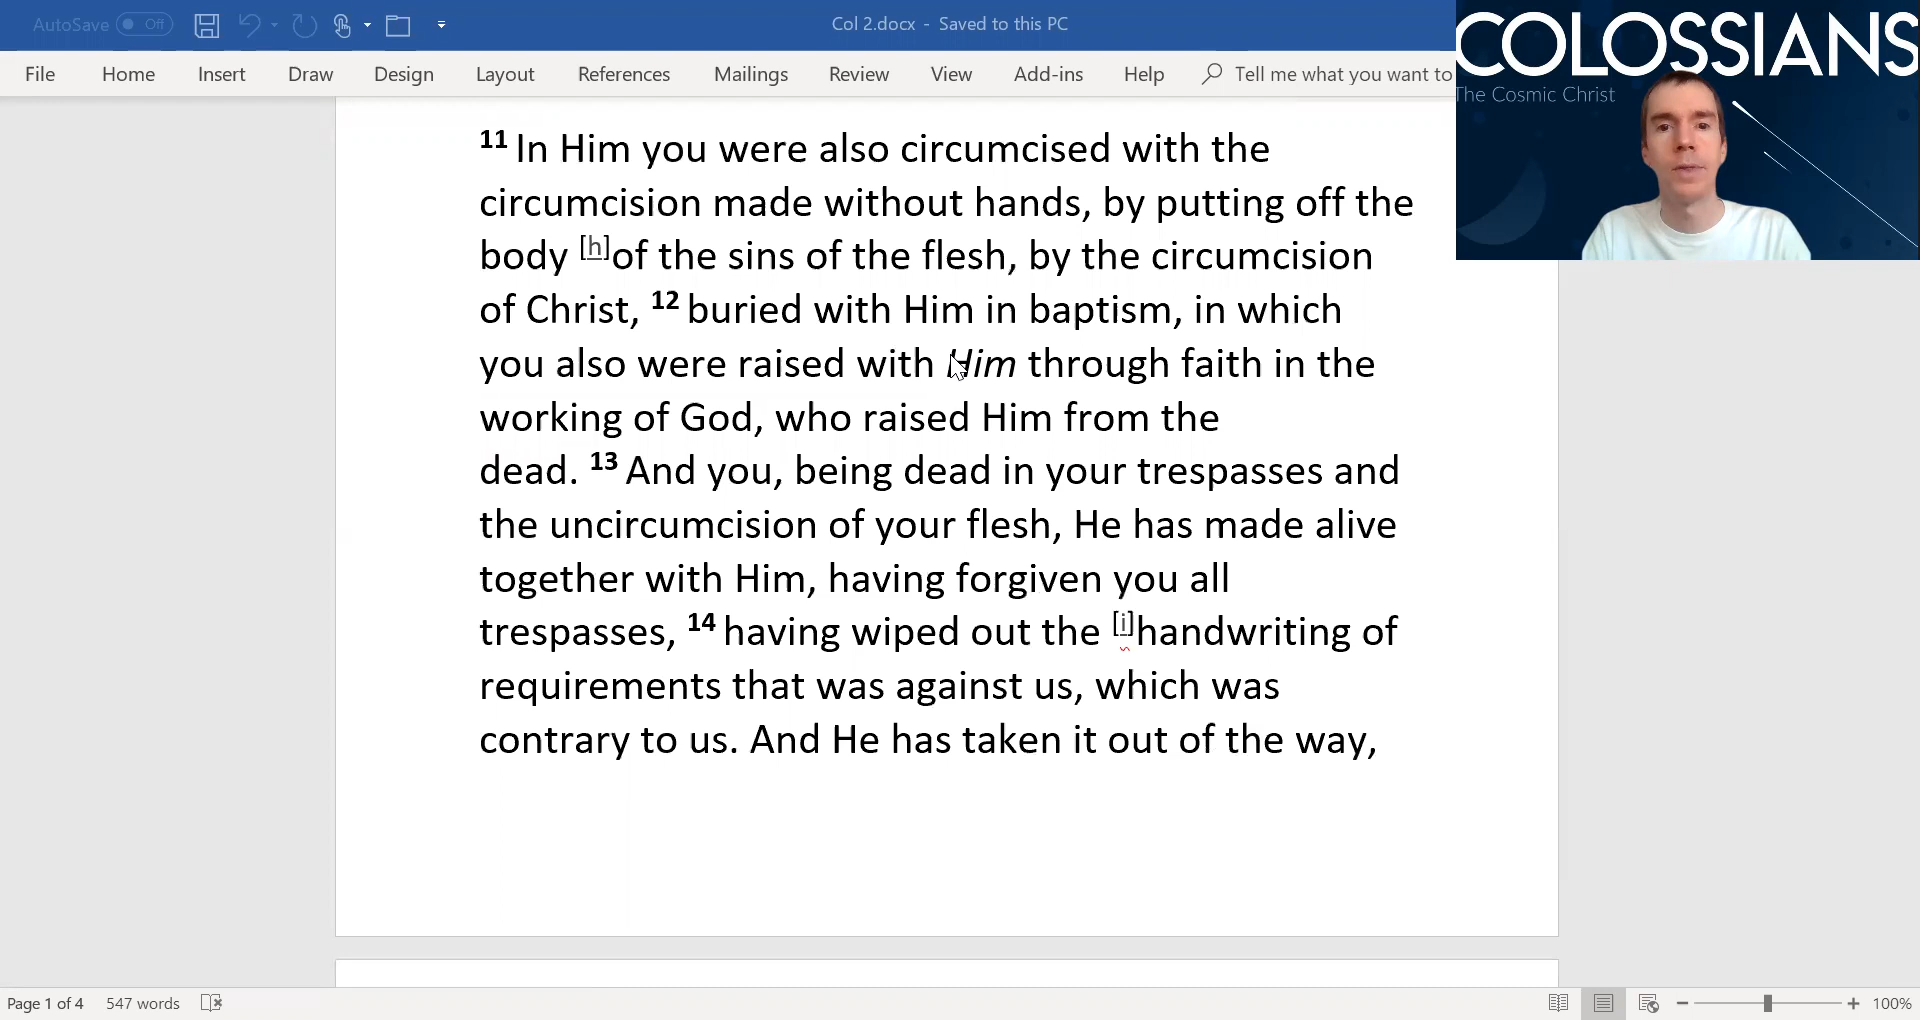 AutoSave Off
Col 2.docx - Saved to this PC
File Home Insert Draw Design Layout References Mailings Review View Add-ins Help Tell me what you want to
COLOSSIANS
The Cosmic Christ
11 In Him you were also circumcised with the
circumcision made without hands, by putting off the
body [h]of the sins of the flesh, by the circumcision
of Christ, 12 buried with Him in baptism, in which
you also were raised with Him through faith in the
working of God, who raised Him from the
dead. 13 And you, being dead in your trespasses and
the uncircumcision of your flesh, He has made alive
together with Him, having forgiven you all
trespasses, 14 having wiped out the [i]handwriting of
requirements that was against us, which was
contrary to us. And He has taken it out of the way,
Page 1 of 4 547 words 100%